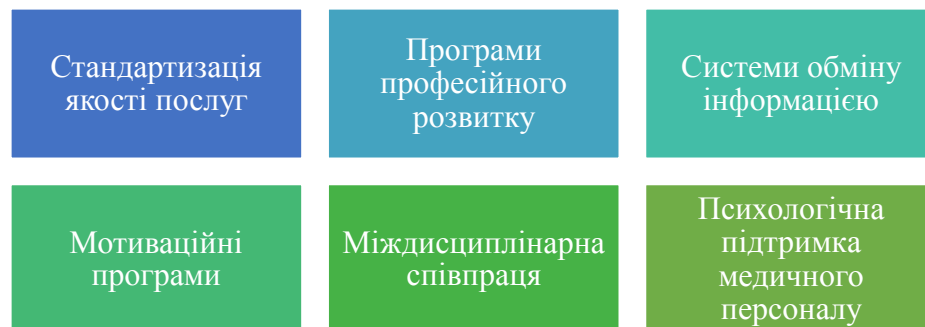 Стандартизація
якості послуг
Програми
професійного
розвитку
Системи обміну
інформацією
Мотиваційні
програми
Міждисциплінарна
співпраця
Психологічна
підтримка
медичного
персоналу